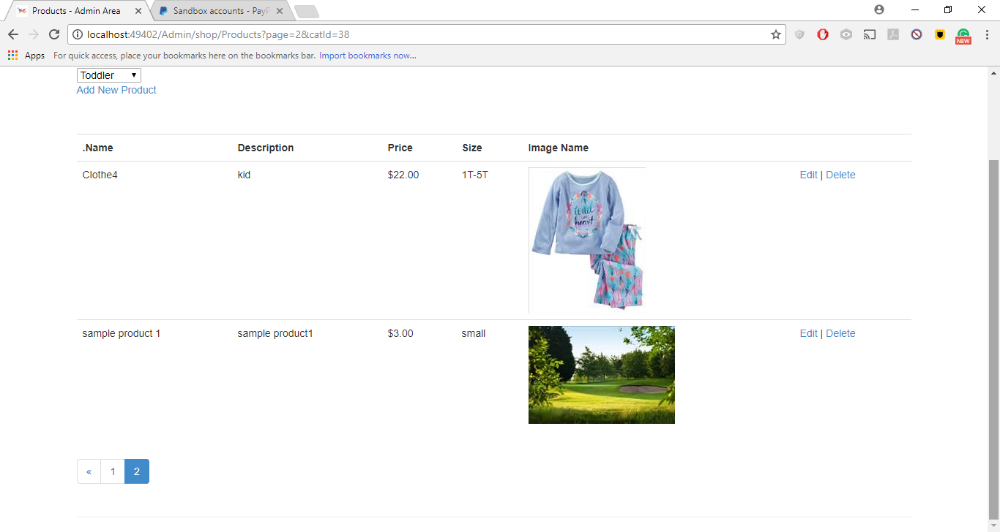 Products - Admin Area
Sandbox accounts - PayP
localhost:49402/Admin/shop/Products?page=2&catId=38
NEW
Apps For quick access, place your bookmarks here on the bookmarks bar. Import bookmarks now...
Toddler
Add New Product
.Name Description Price Size Image Name
Clothe4 kid $22.00 1T-5T Edit | Delete
wild
heart
sample product 1 sample product1 $3.00 small Edit | Delete
« 1 2